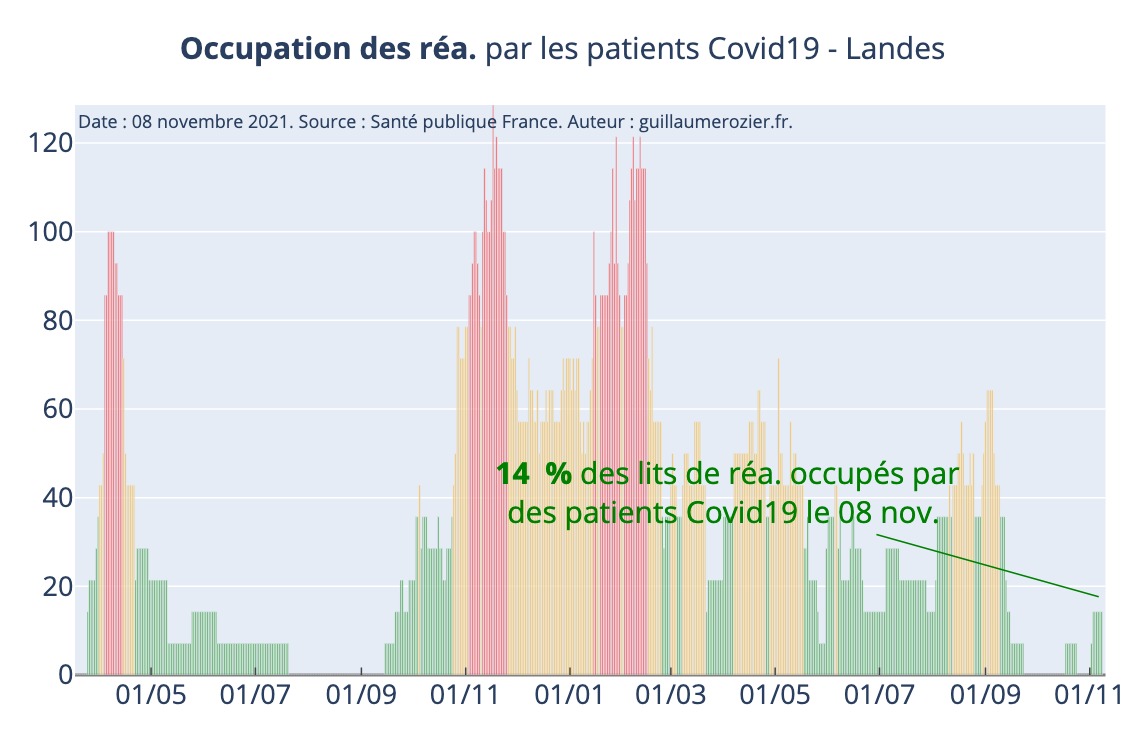 Occupation des réa. par les patients Covid19 - Landes
Date : 08 novembre 2021. Source : Santé publique France. Auteur : guillaumerozier.fr.
120
100
80
60
40
20
0
14 % des lits de réa. occupés par
des patients Covid19 le 08 nov.
01/05 01/07 01/09 01/11 01/01 01/03 01/05 01/07 01/09 01/11